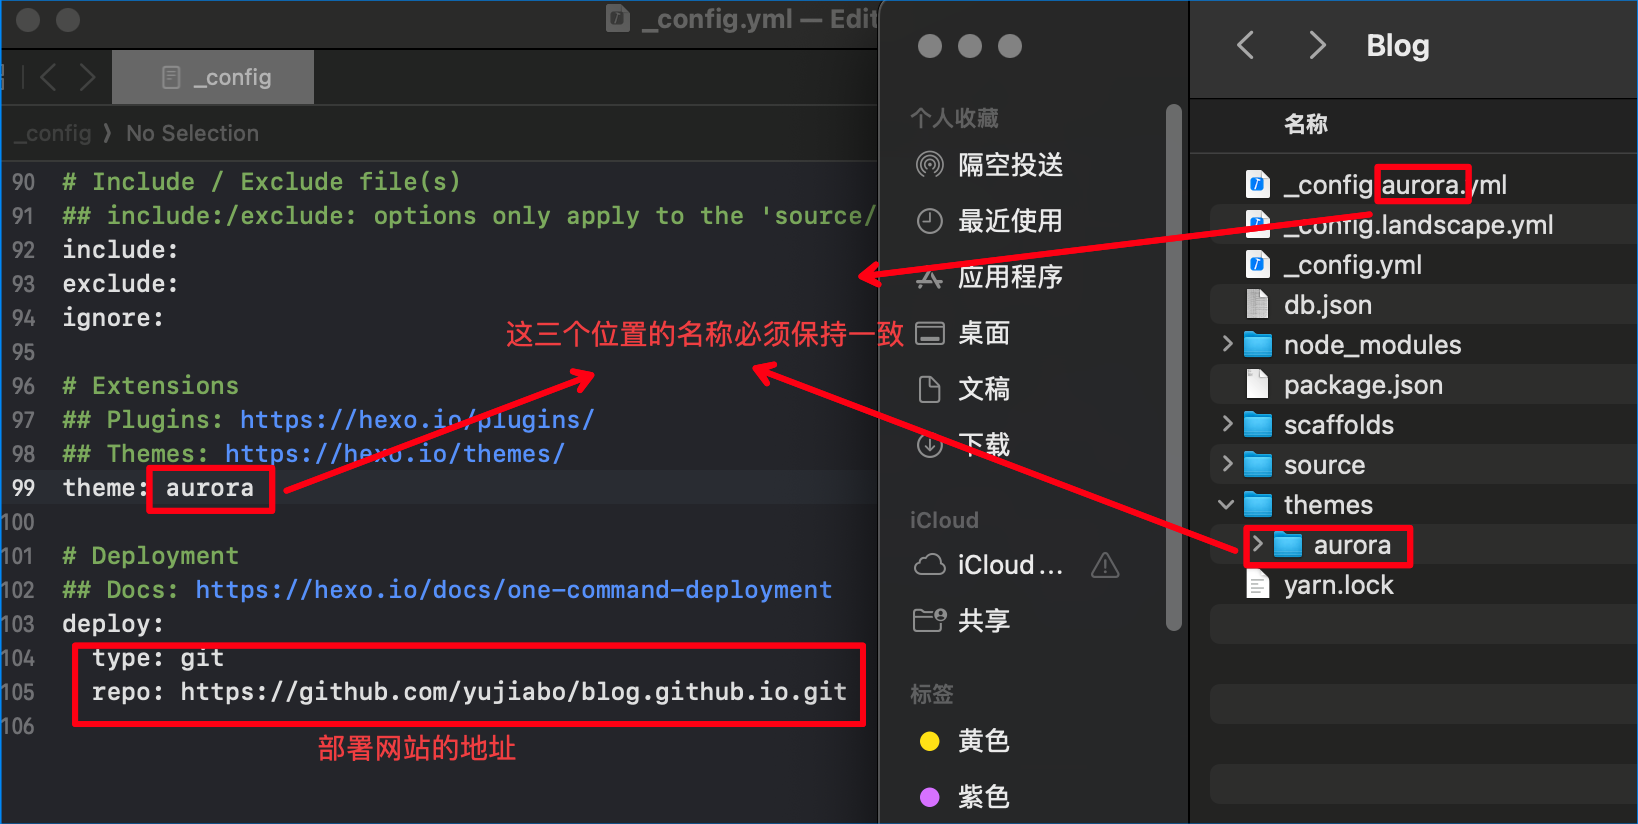 _config.yml — Edit
_config
_config ⟩ No Selection
90 # Include / Exclude file(s)
91 ## include:/exclude: options only apply to the 'source/
92 include:
93 exclude:
94 ignore:
95
96 # Extensions
97 ## Plugins: https://hexo.io/plugins/
98 ## Themes: https://hexo.io/themes/
99 theme: aurora
100
101 # Deployment
102 ## Docs: https://hexo.io/docs/one-command-deployment
103 deploy:
104 type: git
105 repo: https://github.com/yujiabo/blog.github.io.git
106
这三个位置的名称必须保持一致
部署网站的地址
个人收藏
隔空投送
最近使用
应用程序
桌面
文稿
下载
iCloud
iCloud...
共享
标签
黄色
紫色
Blog
名称
_config.aurora.yml
_config.landscape.yml
_config.yml
db.json
node_modules
package.json
scaffolds
source
themes
aurora
yarn.lock